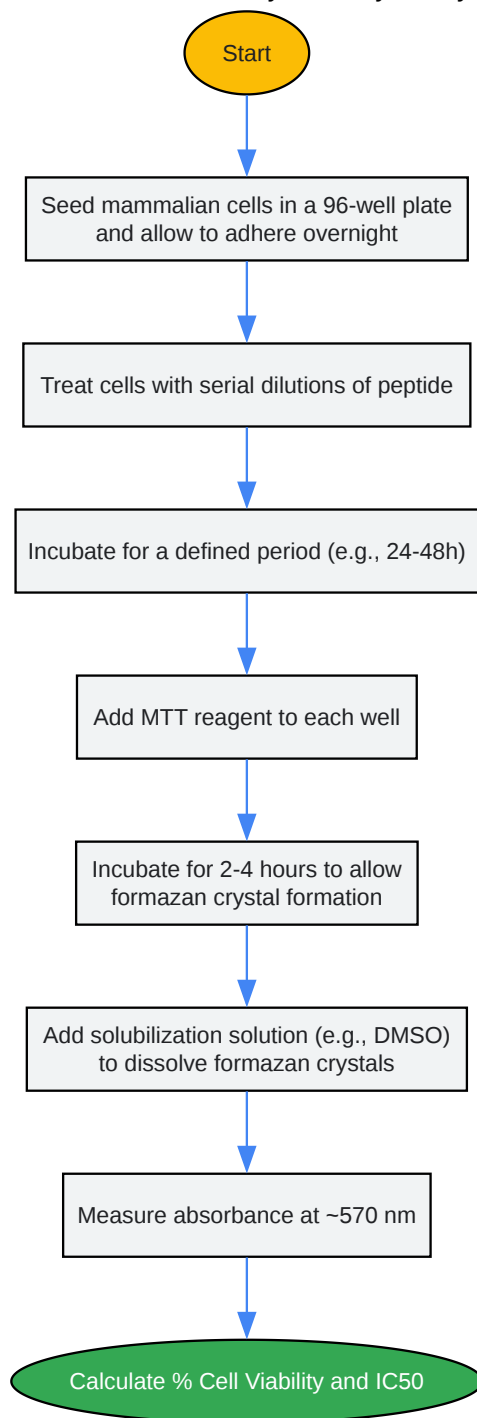 Start
Seed mammalian cells in a 96-well plate
and allow to adhere overnight
Treat cells with serial dilutions of peptide
Incubate for a defined period (e.g., 24-48h)
Add MTT reagent to each well
Incubate for 2-4 hours to allow
formazan crystal formation
Add solubilization solution (e.g., DMSO)
to dissolve formazan crystals
Measure absorbance at ~570 nm
Calculate % Cell Viability and IC50